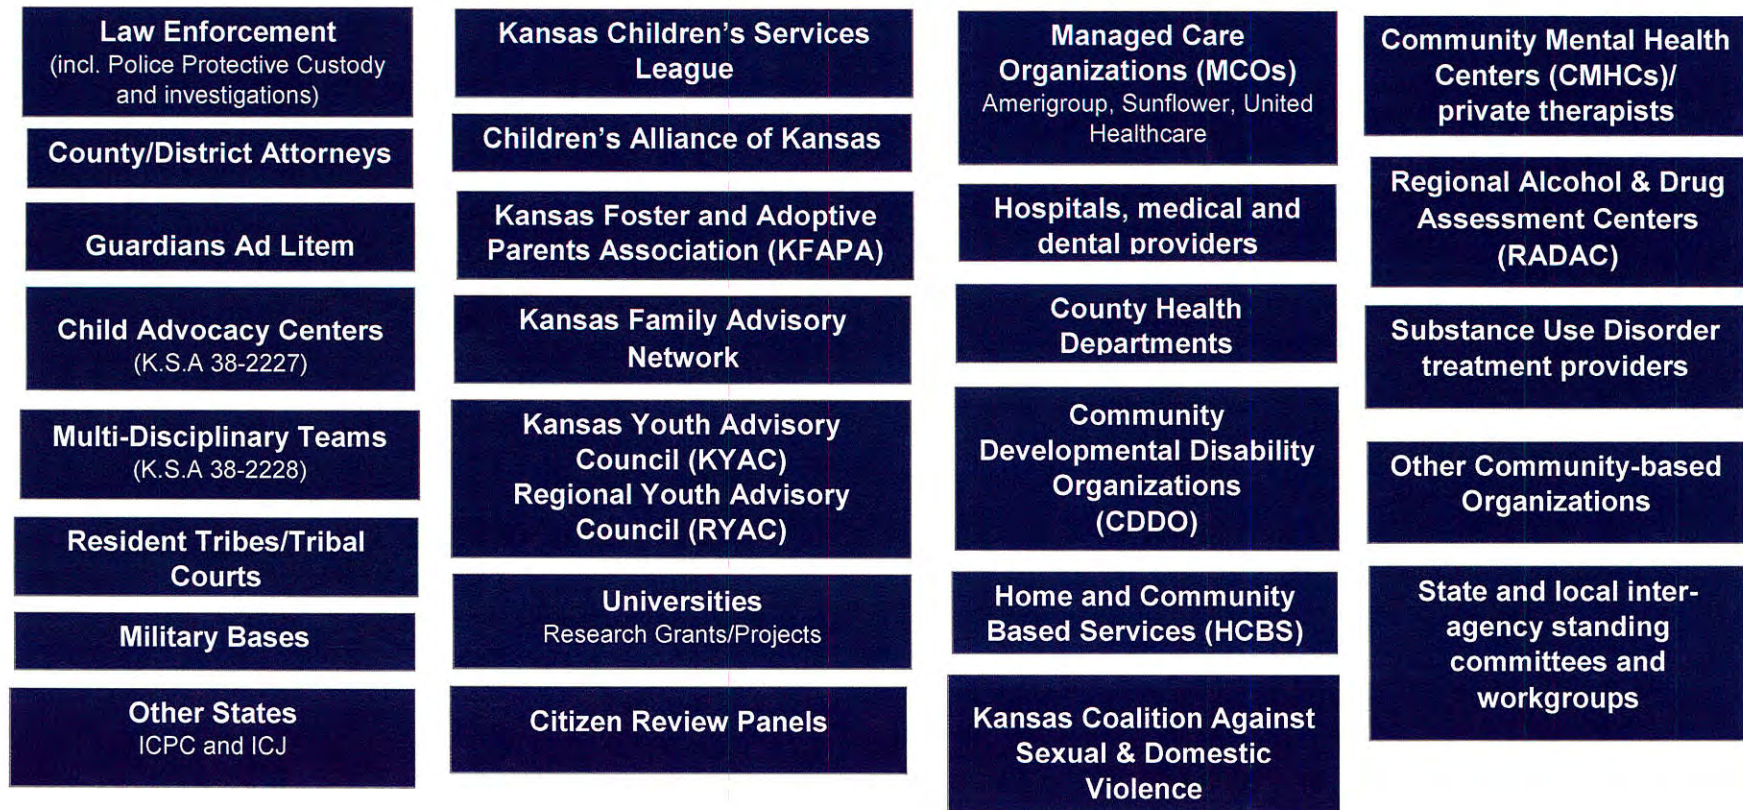 Law Enforcement
(incl. Police Protective Custody
and investigations)
County/District Attorneys
Guardians Ad Litem
Child Advocacy Centers
(K.S.A 38-2227)
Multi-Disciplinary Teams
(K.S.A 38-2228)
Resident Tribes/Tribal
Courts
Military Bases
Other States
ICPC and ICJ
Kansas Children's Services
League
Children's Alliance of Kansas
Kansas Foster and Adoptive
Parents Association (KFAPA)
Kansas Family Advisory
Network
Kansas Youth Advisory
Council (KYAC)
Regional Youth Advisory
Council (RYAC)
Universities
Research Grants/Projects
Citizen Review Panels
Managed Care
Organizations (MCOs)
Amerigroup, Sunflower, United
Healthcare
Hospitals, medical and
dental providers
County Health
Departments
Community
Developmental Disability
Organizations
(CDDO)
Home and Community
Based Services (HCBS)
Kansas Coalition Against
Sexual & Domestic
Violence
Community Mental Health
Centers (CMHCs)/
private therapists
Regional Alcohol & Drug
Assessment Centers
(RADAC)
Substance Use Disorder
treatment providers
Other Community-based
Organizations
State and local inter-
agency standing
committees and
workgroups